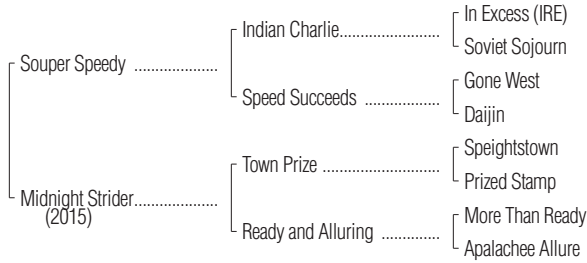 In Excess (IRE)
Indian Charlie..................
Soviet Sojourn
Souper Speedy ...............
Gone West
Speed Succeeds ..............
Daijin
Speightstown
Town Prize .....................
Prized Stamp
Midnight Strider...............
(2015)
More Than Ready
Ready and Alluring ...........
Apalachee Allure